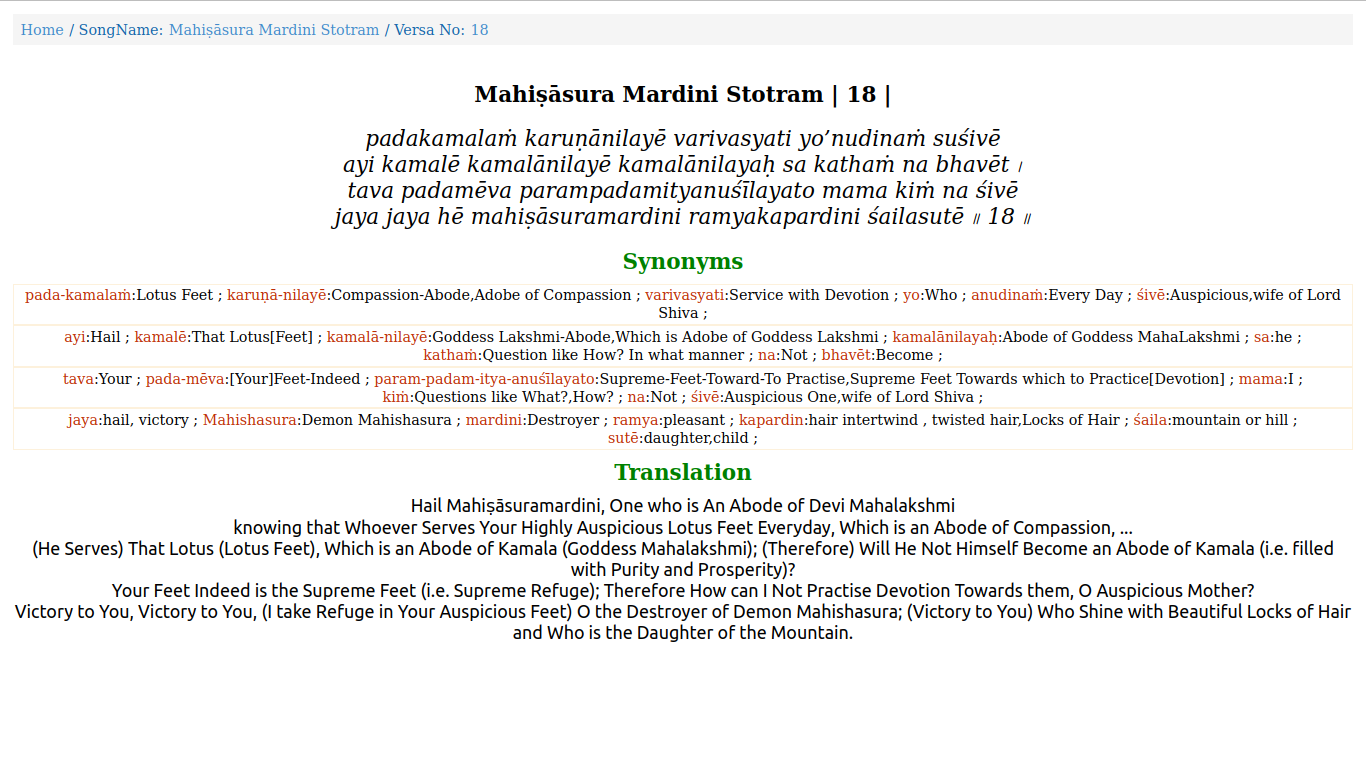 Home / SongName: Mahiṣāsura Mardini Stotram / Versa No: 18
Mahiṣāsura Mardini Stotram | 18 |
padakamalaṁ karuṇānilayē varivasyati yo’nudinaṁ suśivē
ayi kamalē kamalānilayē kamalānilayaḥ sa kathaṁ na bhavēt ।
tava padamēva parampadamityanuśīlayato mama kiṁ na śivē
jaya jaya hē mahiṣāsuramardini ramyakapardini śailasutē ॥ 18 ॥
Synonyms
pada-kamalaṁ:Lotus Feet ; karuṇā-nilayē:Compassion-Abode,Adobe of Compassion ; varivasyati:Service with Devotion ; yo:Who ; anudinaṁ:Every Day ; śivē:Auspicious,wife of Lord
Shiva ;
ayi:Hail ; kamalē:That Lotus[Feet] ; kamalā-nilayē:Goddess Lakshmi-Abode,Which is Adobe of Goddess Lakshmi ; kamalānilayaḥ:Abode of Goddess MahaLakshmi ; sa:he ;
kathaṁ:Question like How? In what manner ; na:Not ; bhavēt:Become ;
tava:Your ; pada-mēva:[Your]Feet-Indeed ; param-padam-itya-anuśīlayato:Supreme-Feet-Toward-To Practise,Supreme Feet Towards which to Practice[Devotion] ; mama:I ;
kiṁ:Questions like What?,How? ; na:Not ; śivē:Auspicious One,wife of Lord Shiva ;
jaya:hail, victory ; Mahishasura:Demon Mahishasura ; mardini:Destroyer ; ramya:pleasant ; kapardin:hair intertwind , twisted hair,Locks of Hair ; śaila:mountain or hill ;
sutē:daughter,child ;
Translation
Hail Mahiṣāsuramardini, One who is An Abode of Devi Mahalakshmi
knowing that Whoever Serves Your Highly Auspicious Lotus Feet Everyday, Which is an Abode of Compassion, ...
(He Serves) That Lotus (Lotus Feet), Which is an Abode of Kamala (Goddess Mahalakshmi); (Therefore) Will He Not Himself Become an Abode of Kamala (i.e. filled
with Purity and Prosperity)?
Your Feet Indeed is the Supreme Feet (i.e. Supreme Refuge); Therefore How can I Not Practise Devotion Towards them, O Auspicious Mother?
Victory to You, Victory to You, (I take Refuge in Your Auspicious Feet) O the Destroyer of Demon Mahishasura; (Victory to You) Who Shine with Beautiful Locks of Hair
and Who is the Daughter of the Mountain.